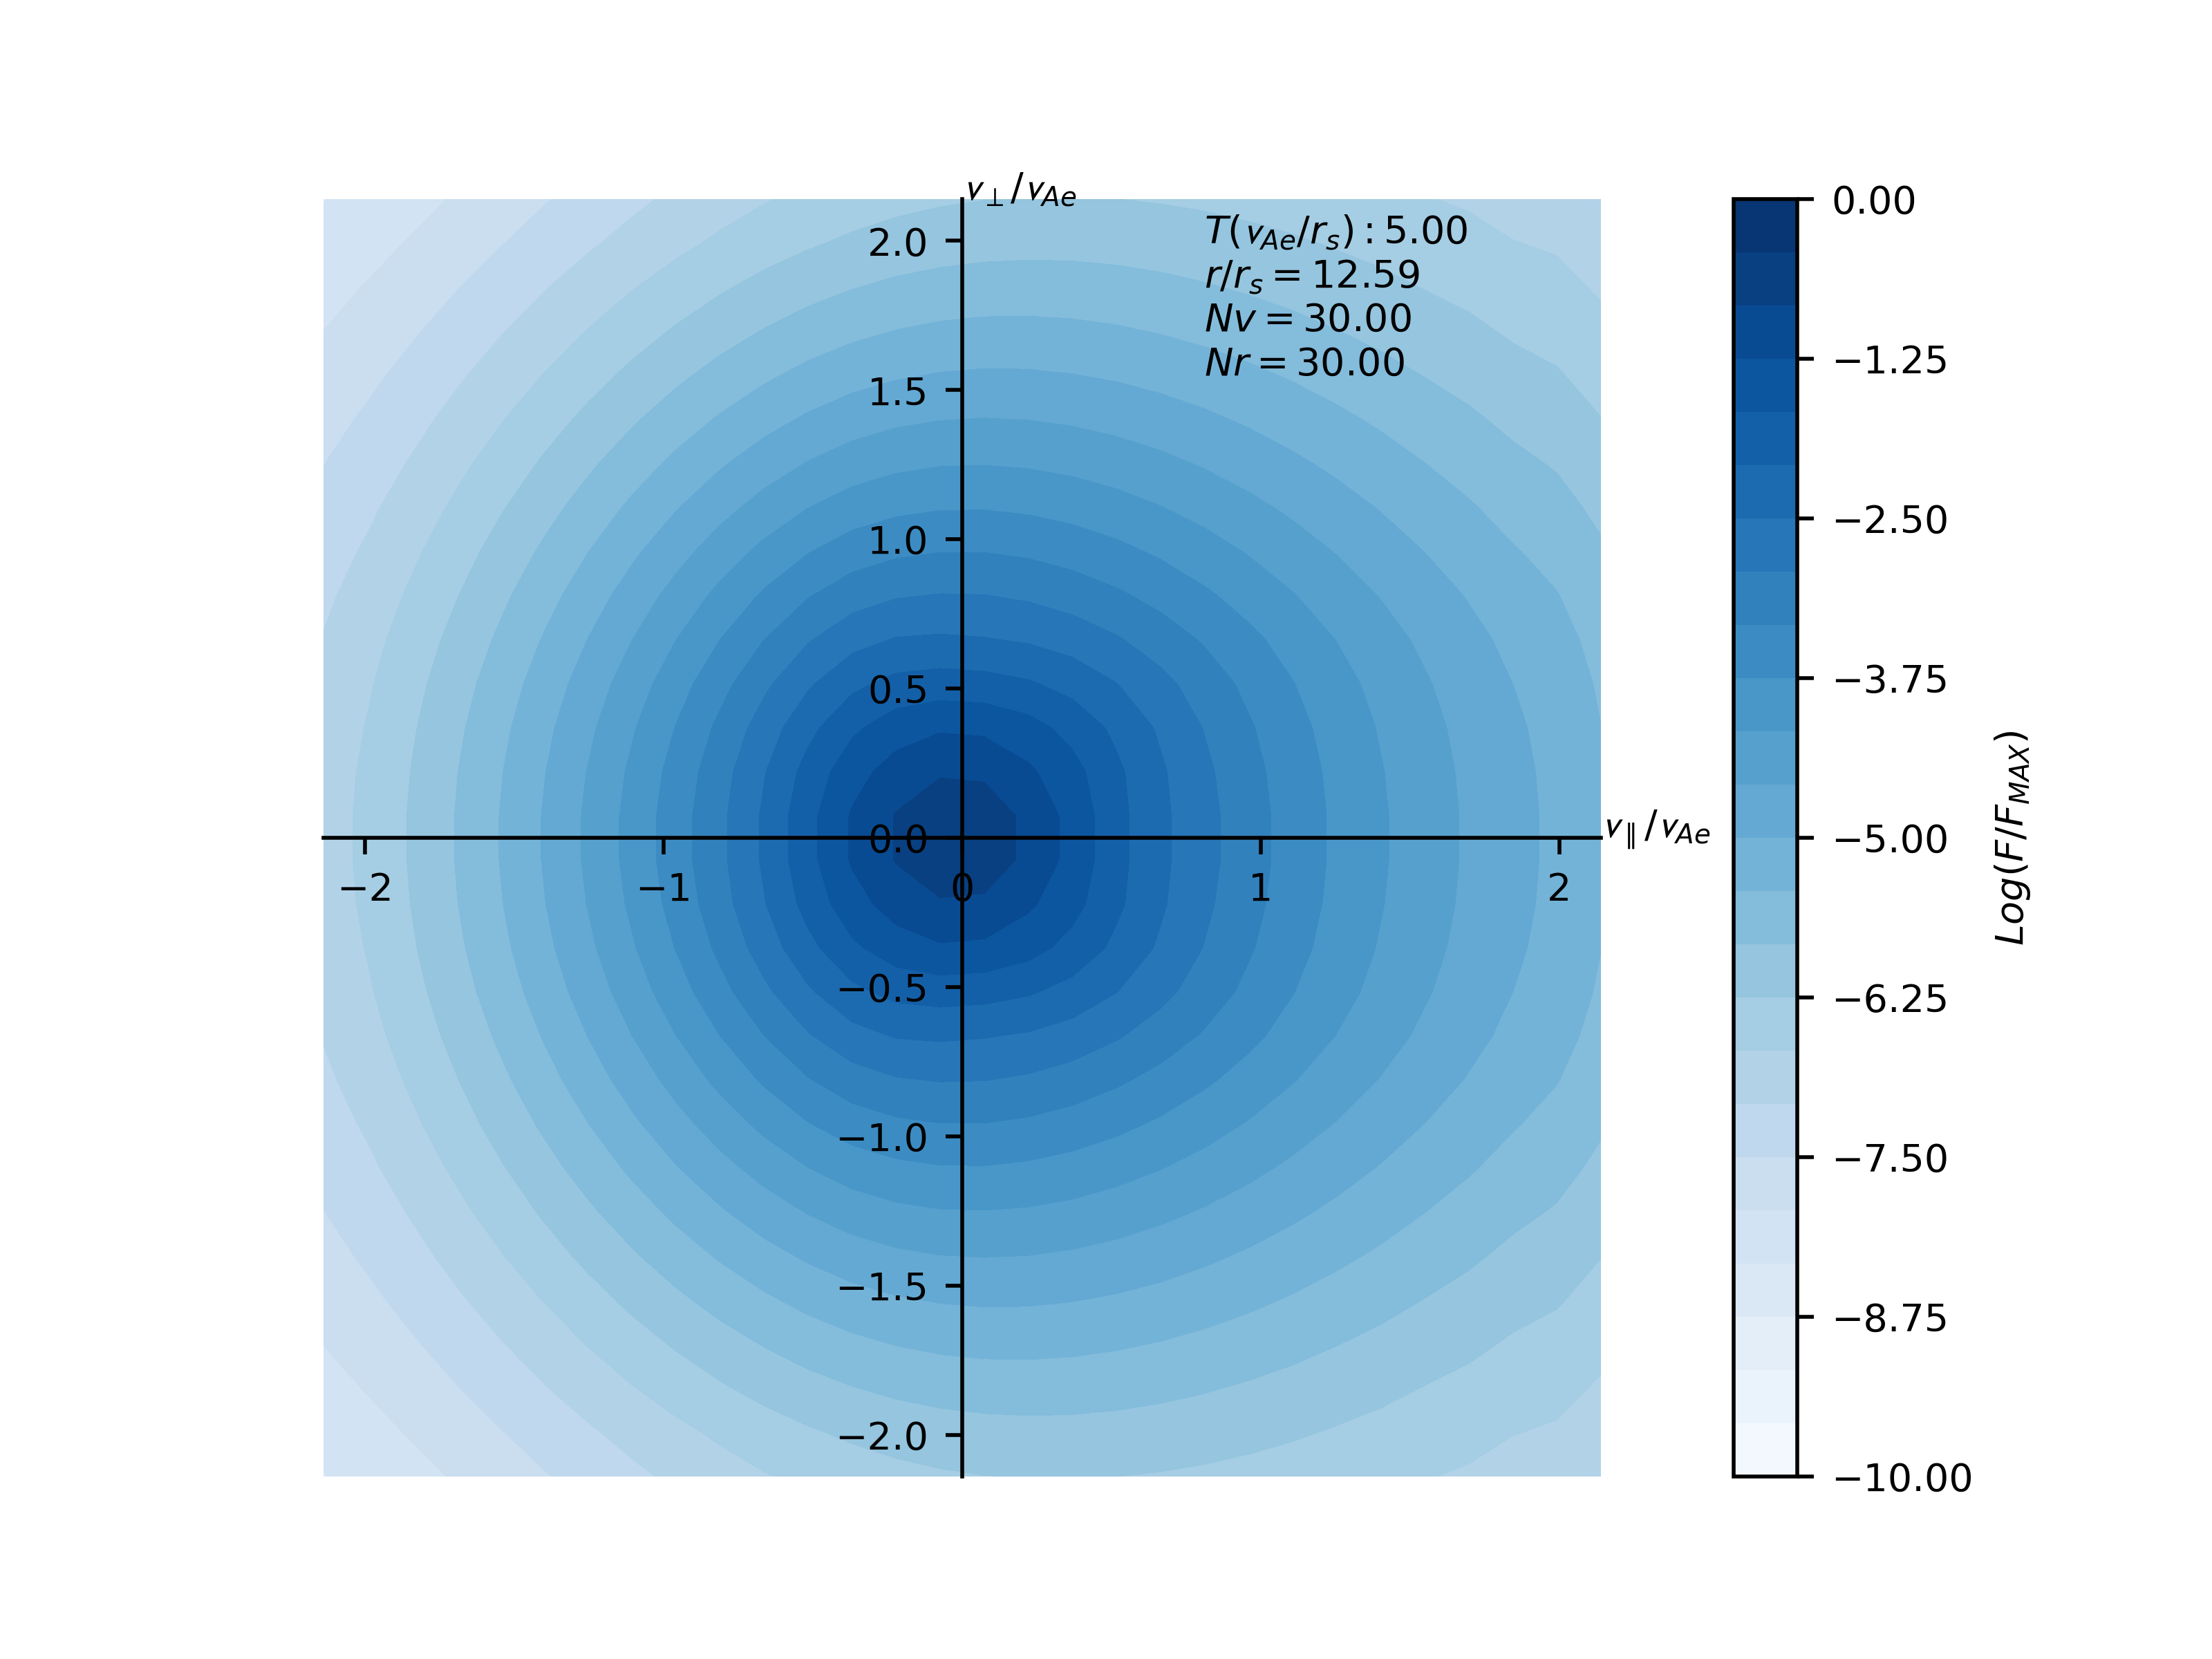 v⊥/vAe
T(vAe/rs) : 5.00
r/rs = 12.59
Nv = 30.00
Nr = 30.00
2.0
1.5
1.0
0.5
0.0
−0.5
−1.0
−1.5
−2.0
−2 −1 0 1 2
v∥/vAe
0.00
−1.25
−2.50
−3.75
−5.00
−6.25
−7.50
−8.75
−10.00
Log(F/FMAX)